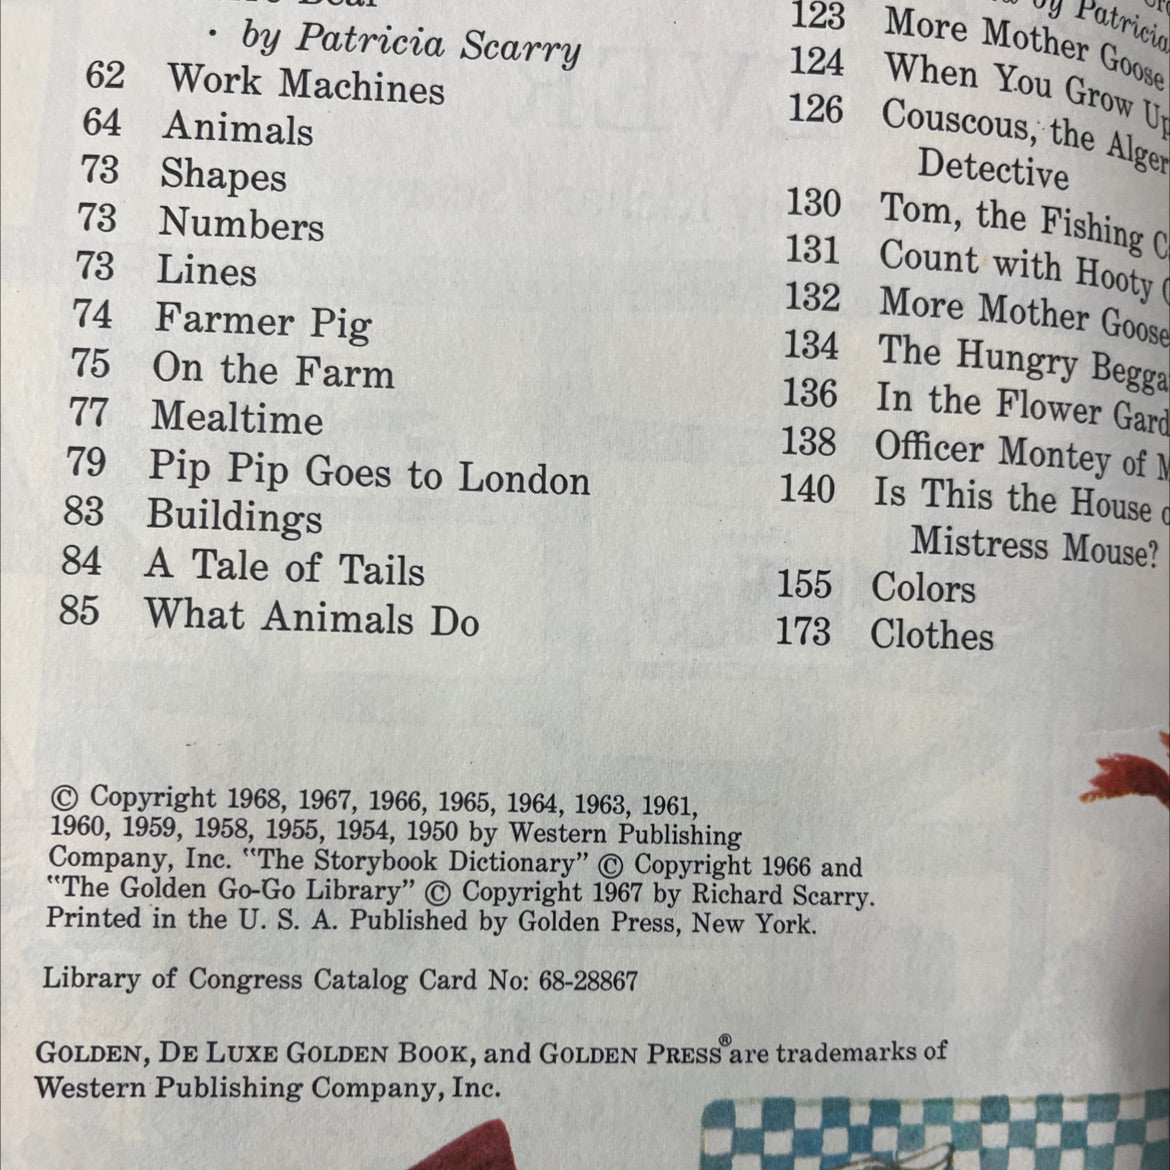 Bear
· by Patricia Scarry
62 Work Machines
64 Animals
73 Shapes
73 Numbers
73 Lines
74 Farmer Pig
75 On the Farm
77 Mealtime
79 Pip Pip Goes to London
83 Buildings
84 A Tale of Tails
85 What Animals Do
by Patricia
123 More Mother Goose
124 When You Grow Up
126 Couscous, the
Detective
130 Tom, the Fishing
131 Count with Hooty
132 More Mother Goose
134 The Hungry
136 In the Flower
138 Officer Montey of
140 Is This the House
Mistress Mouse?
155 Colors
173 Clothes
© Copyright 1968, 1967, 1966, 1965, 1964, 1963, 1961,
1960, 1959, 1958, 1955, 1954, 1950 by Western Publishing
Company, Inc. "The Storybook Dictionary" © Copyright 1966 and
"The Golden Go-Go Library" © Copyright 1967 by Richard Scarry.
Printed in the U. S. A. Published by Golden Press, New York.
Library of Congress Catalog Card No: 68-28867
GOLDEN, DE LUXE GOLDEN BOOK, and GOLDEN PRESS® are trademarks of
Western Publishing Company, Inc.